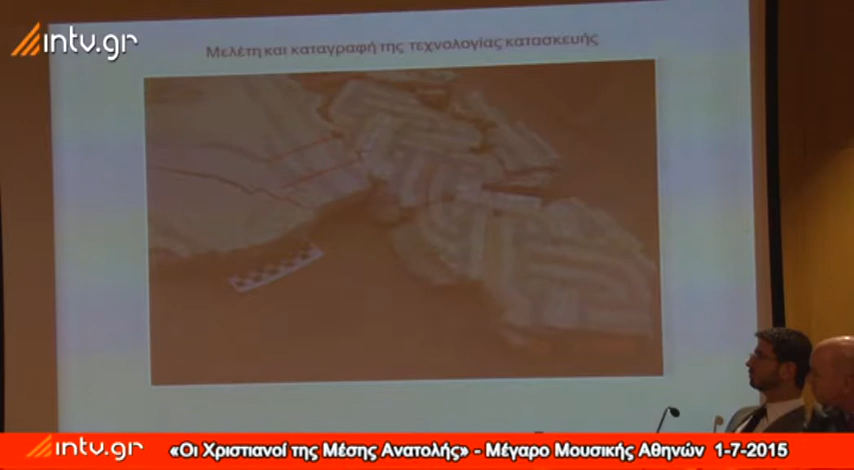 intv.gr
Μελέτη και καταγραφή της τεχνολογίας κατασκευής
intv.gr «Οι Χριστιανοί της Μέσης Ανατολής» - Μέγαρο Μουσικής Αθηνών 1-7-2015